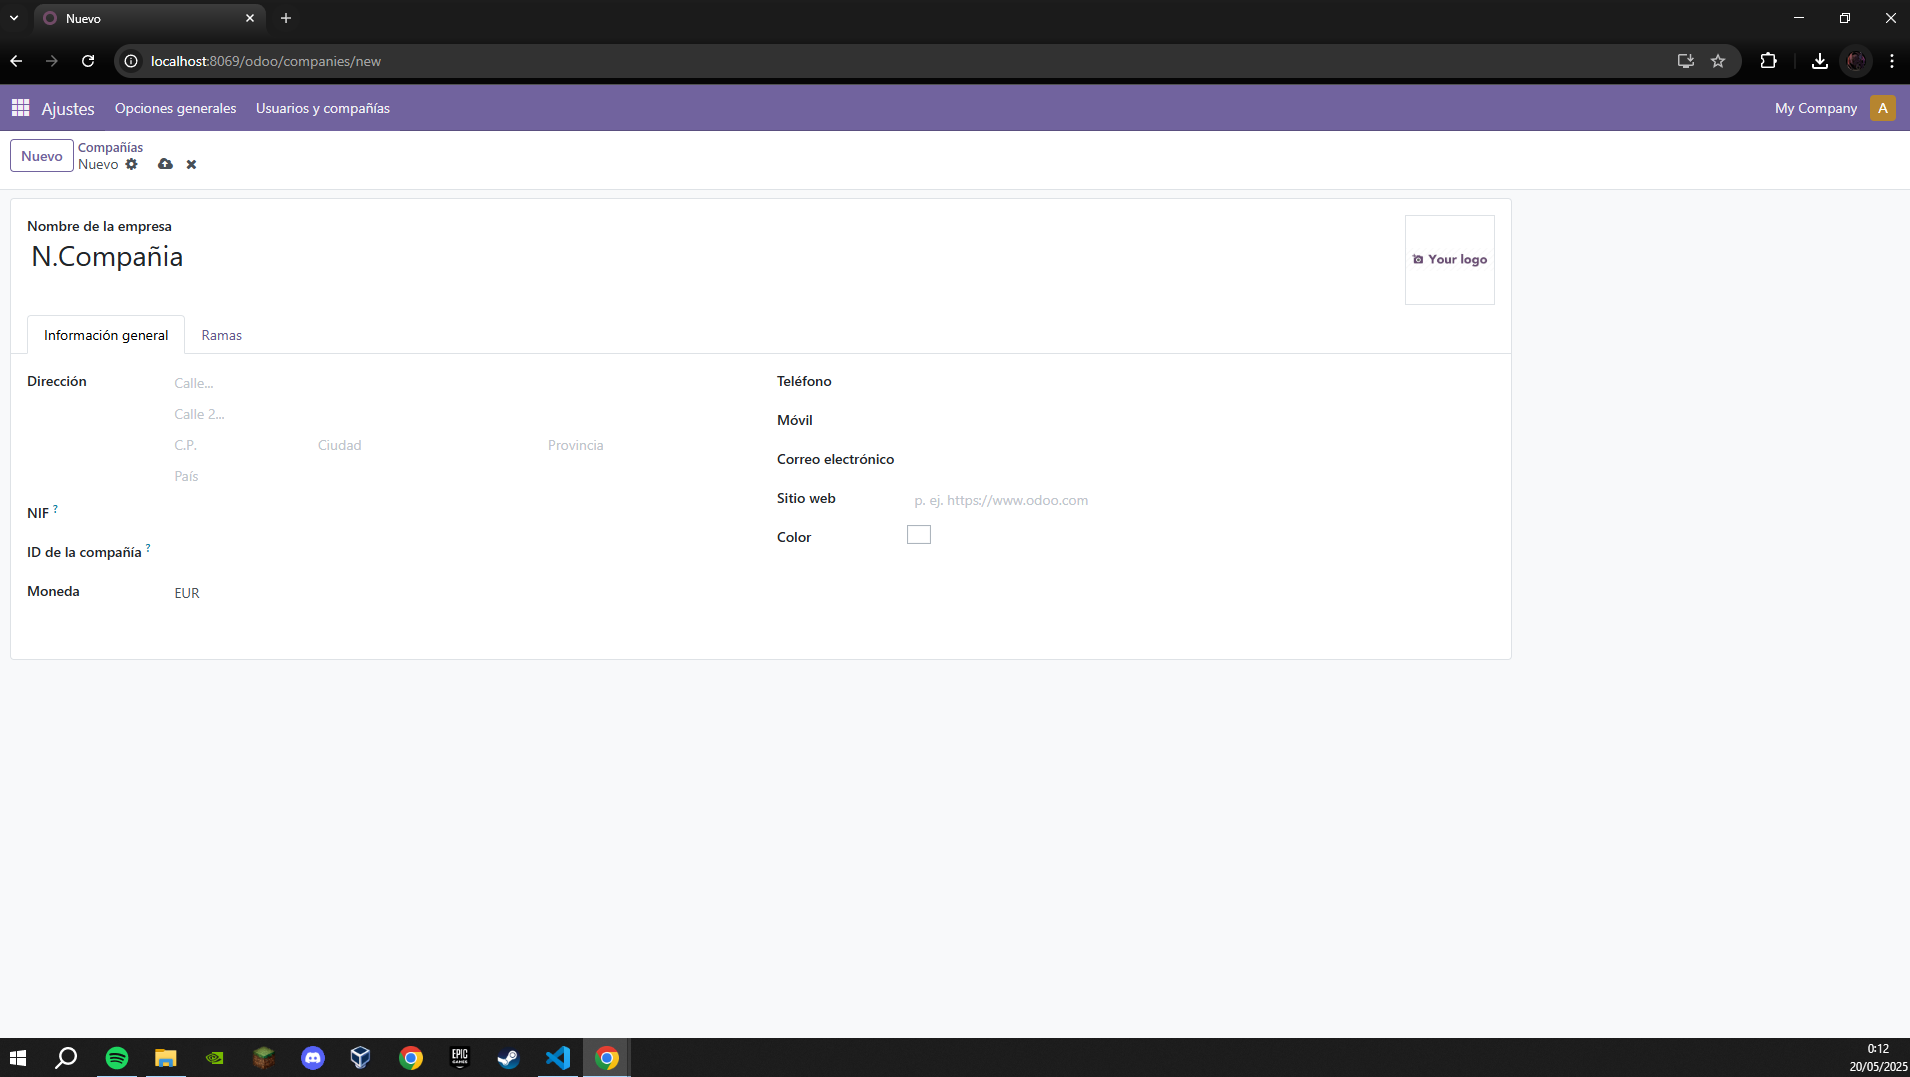 Nuevo
localhost:8069/odoo/companies/new
Ajustes Opciones generales Usuarios y compañías My Company A
Nuevo
Compañías
Nuevo
Nombre de la empresa
N.Compañia
Your logo
Información general Ramas
Dirección Calle...
Calle 2...
C.P. Ciudad Provincia
País
NIF ?
ID de la compañía ?
Moneda EUR
Teléfono
Móvil
Correo electrónico
Sitio web p. ej. https://www.odoo.com
Color
EPIC
GAMES
0:12
20/05/2025